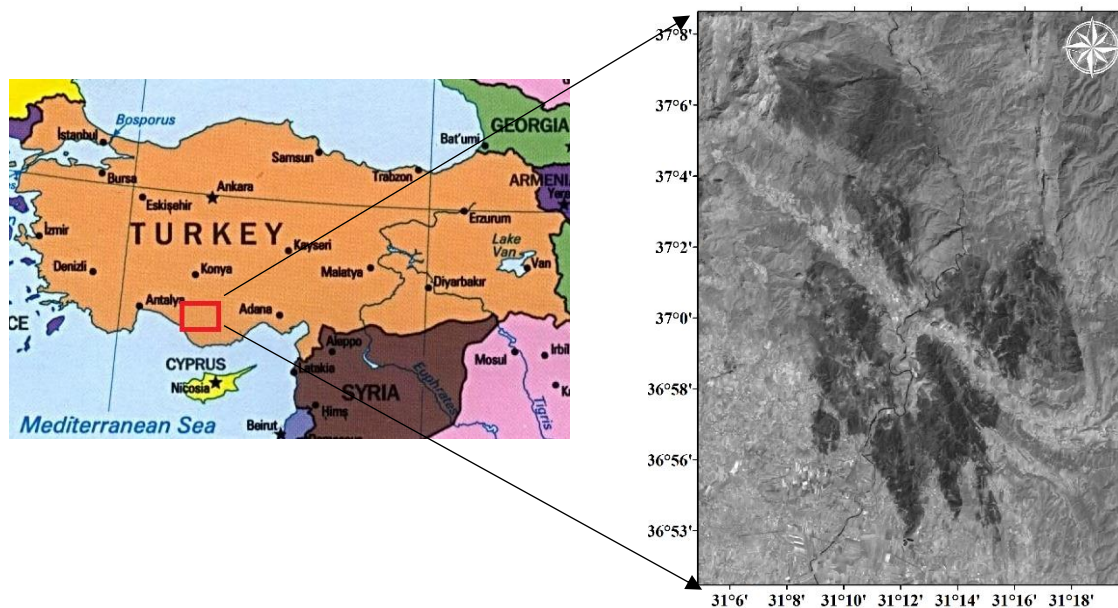 GEORGIA
Bosporus
İstanbul
Samsun
Bat'umi
Trabzon
ARMENIA
Bursa
Ankara
Eskişehir
Erzurum
TURKEY
İzmir
Kayseri
Lake
Van
Denizli
Konya
Malatya
Van
Diyarbakır
Antalya
Adana
CE
Aleppo
Mosul
Irbil
CYPRUS
Latakia
Nicosia
SYRIA
Euphrates
Ḩimş
Tigris
Mediterranean Sea
Beirut
37°8'
37°6'
37°4'
37°2'
37°0'
36°58'
36°56'
36°53'
31°6' 31°8' 31°10' 31°12' 31°14' 31°16' 31°18'